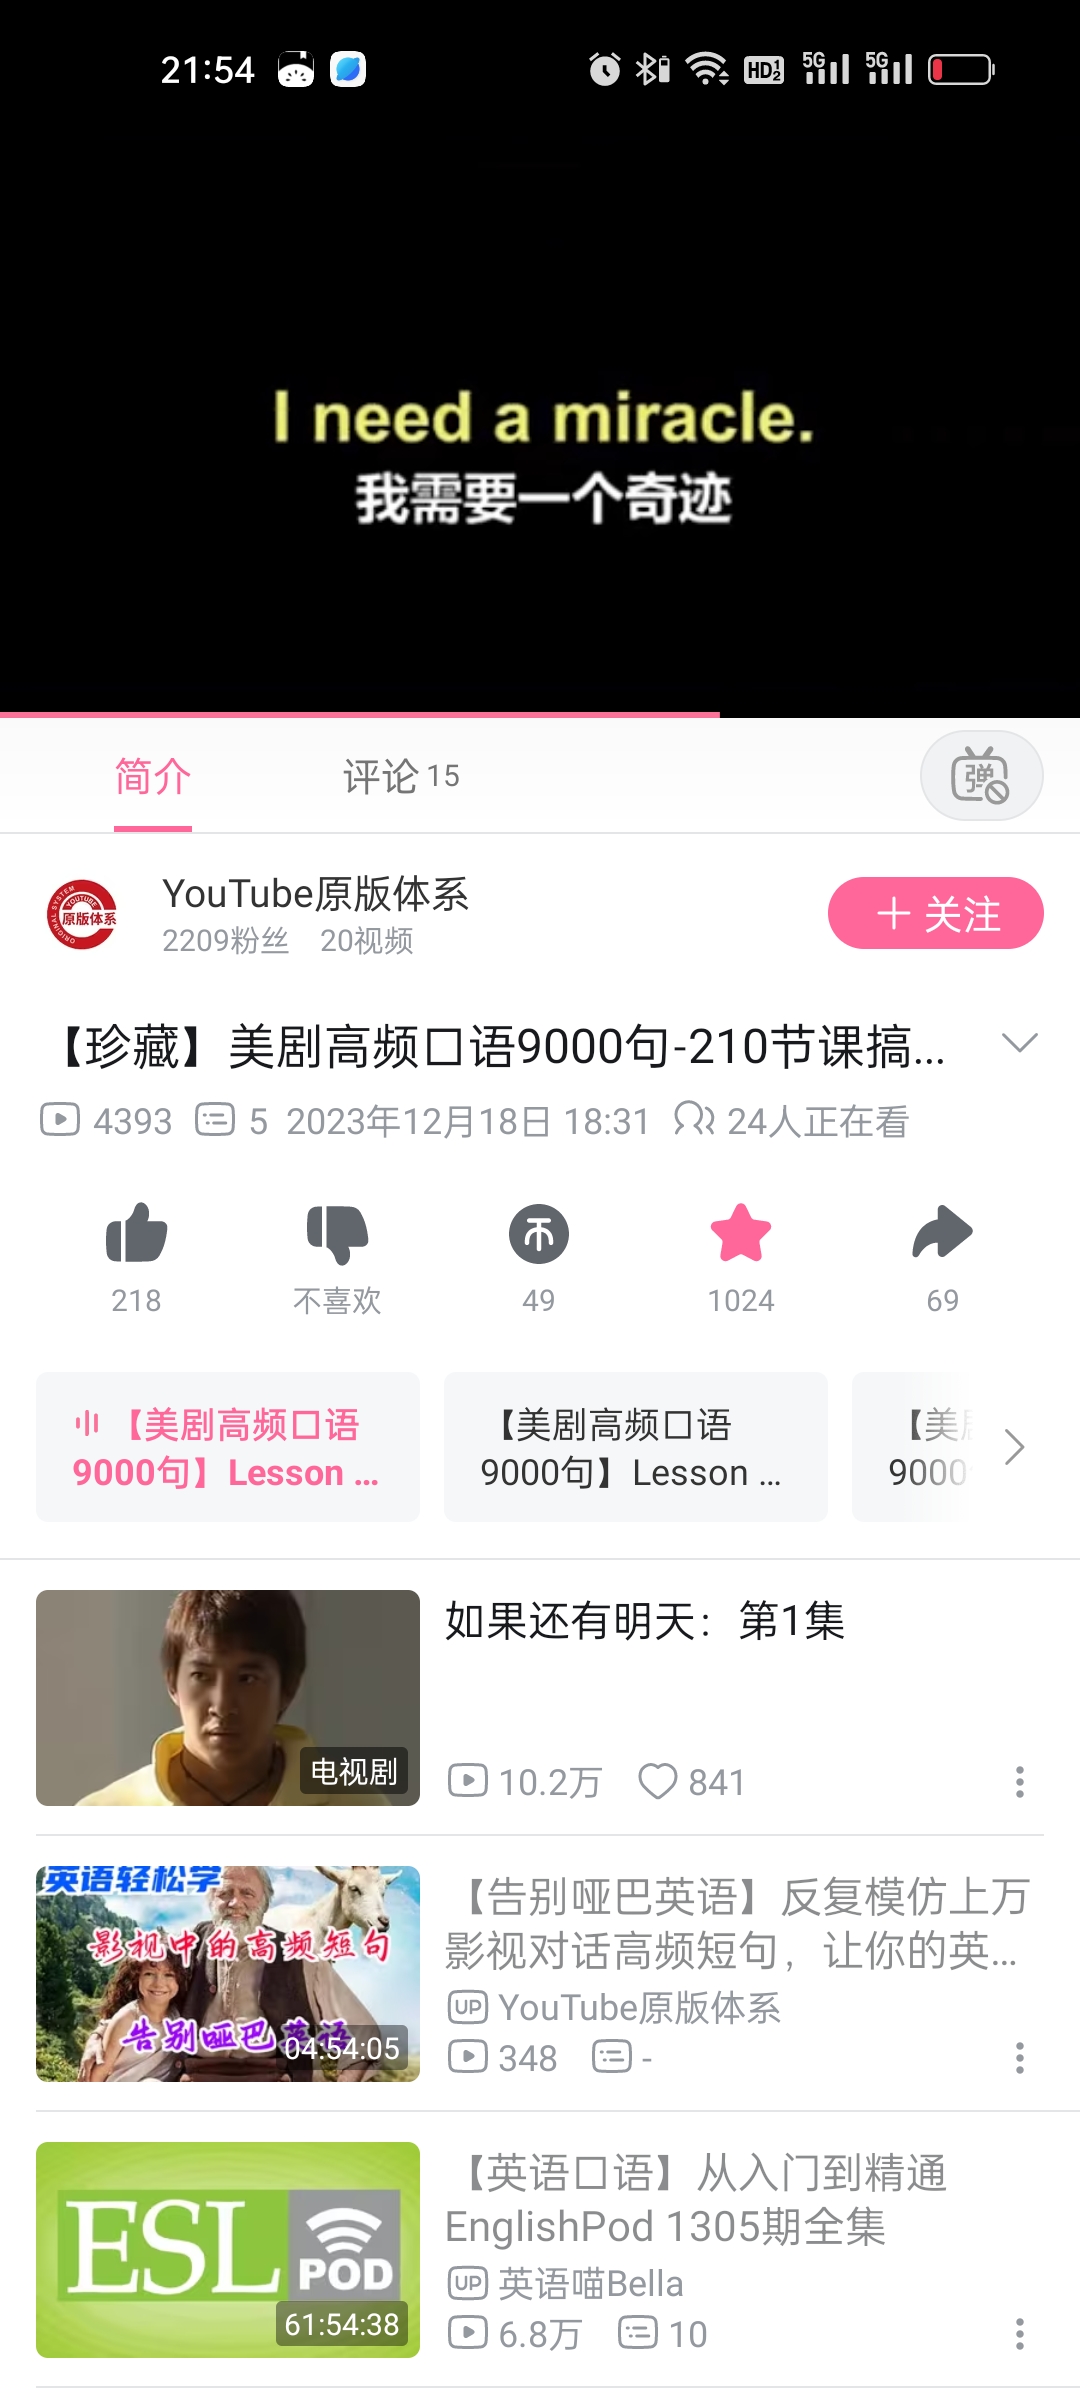 21:54
HD 1 2 5G 5G
I need a miracle.
我需要一个奇迹
简介 评论 15 弹
原版体系 YouTube原版体系
2209粉丝 20视频
+ 关注
【珍藏】美剧高频口语9000句-210节课搞...
4393 5 2023年12月18日 18:31 24人正在看
218 不喜欢 49 1024 69
【美剧高频口语 【美剧高频口语 【美
9000句】Lesson ... 9000句】Lesson ... 9000
如果还有明天：第1集
电视剧
10.2万 841
英语轻松学
影视中的高频短句
告别哑巴英语
04:54:05
【告别哑巴英语】反复模仿上万
影视对话高频短句，让你的英...
UP YouTube原版体系
348 -
ESL POD
61:54:38
【英语口语】从入门到精通
EnglishPod 1305期全集
UP 英语喵Bella
6.8万 10